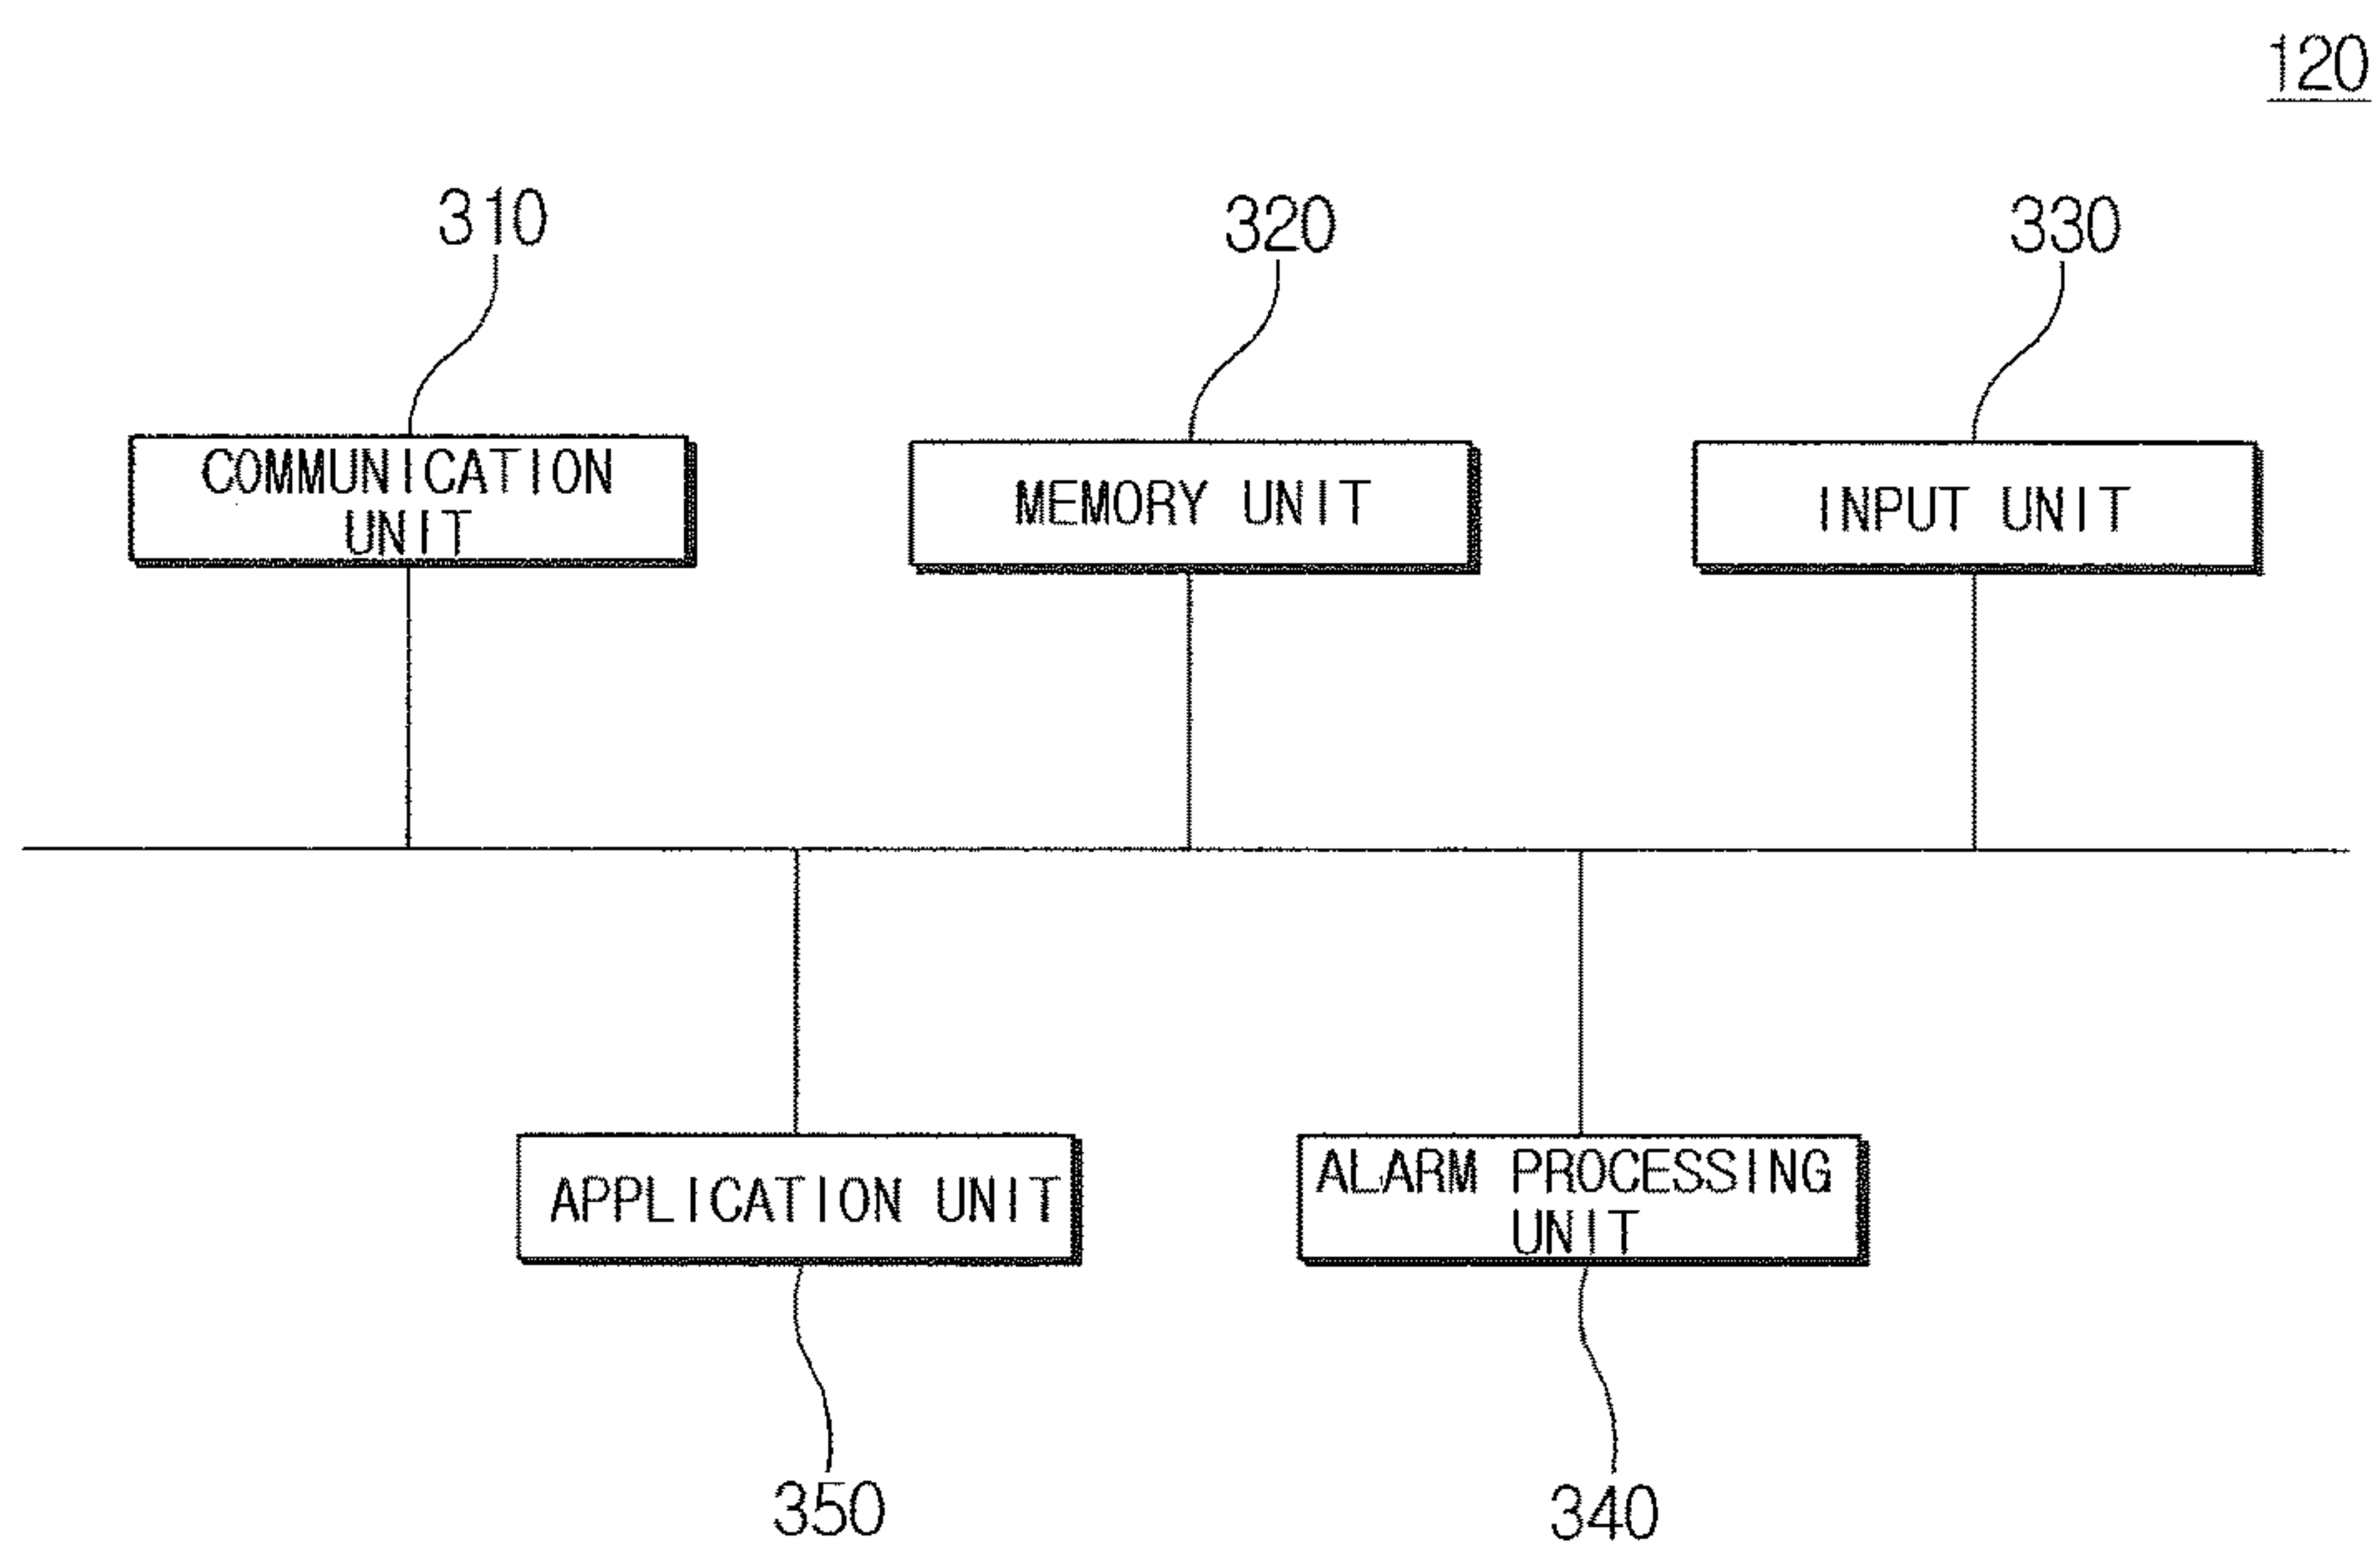 120
310
320
330
COMMUNICATION
UNIT
MEMORY UNIT
INPUT UNIT
APPLICATION UNIT
ALARM PROCESSING
UNIT
350
340